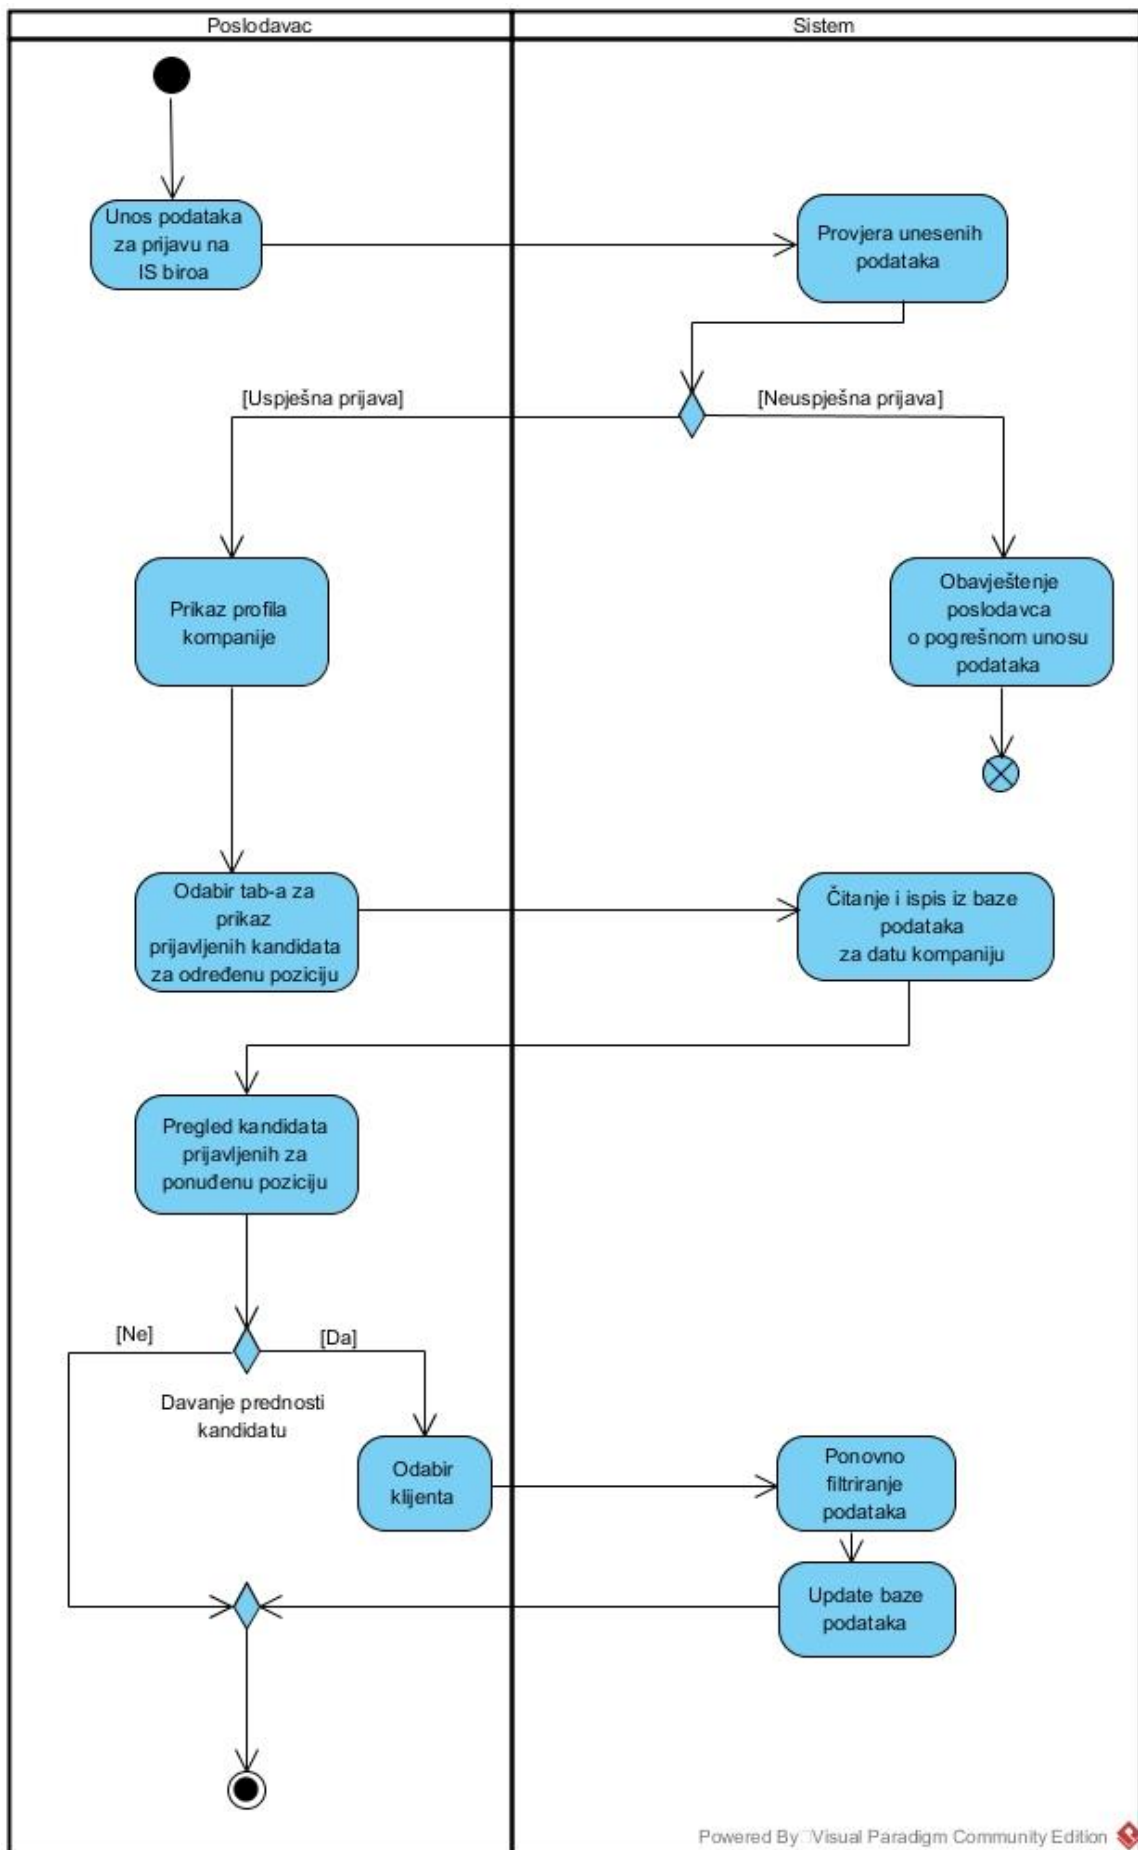 Poslodavac
Sistem
Unos podataka
za prijavu na
IS biroa
Provjera unesenih
podataka
[Uspješna prijava]
[Neuspješna prijava]
Prikaz profila
kompanije
Obavještenje
poslodavca
o pogrešnom unosu
podataka
Odabir tab-a za
prikaz
prijavljenih kandidata
za određenu poziciju
Čitanje i ispis iz baze
podataka
za datu kompaniju
Pregled kandidata
prijavljenih za
ponuđenu poziciju
[Ne]
[Da]
Davanje prednosti
kandidatu
Odabir
klijenta
Ponovno
filtriranje
podataka
Update baze
podataka
Powered By Visual Paradigm Community Edition